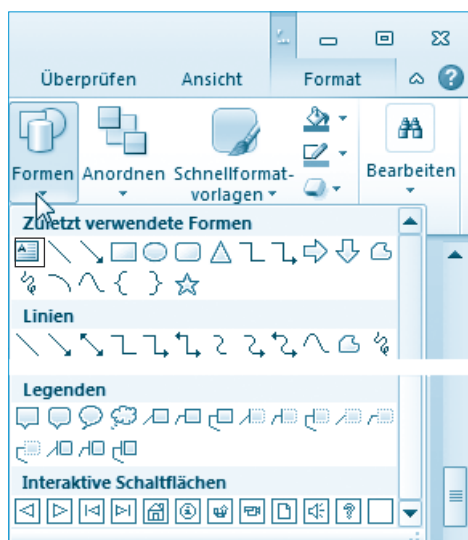 Überprüfen Ansicht Format
Formen Anordnen Schnellformat- Bearbeiten
vorlagen
Zuletzt verwendete Formen
Linien
Legenden
Interaktive Schaltflächen